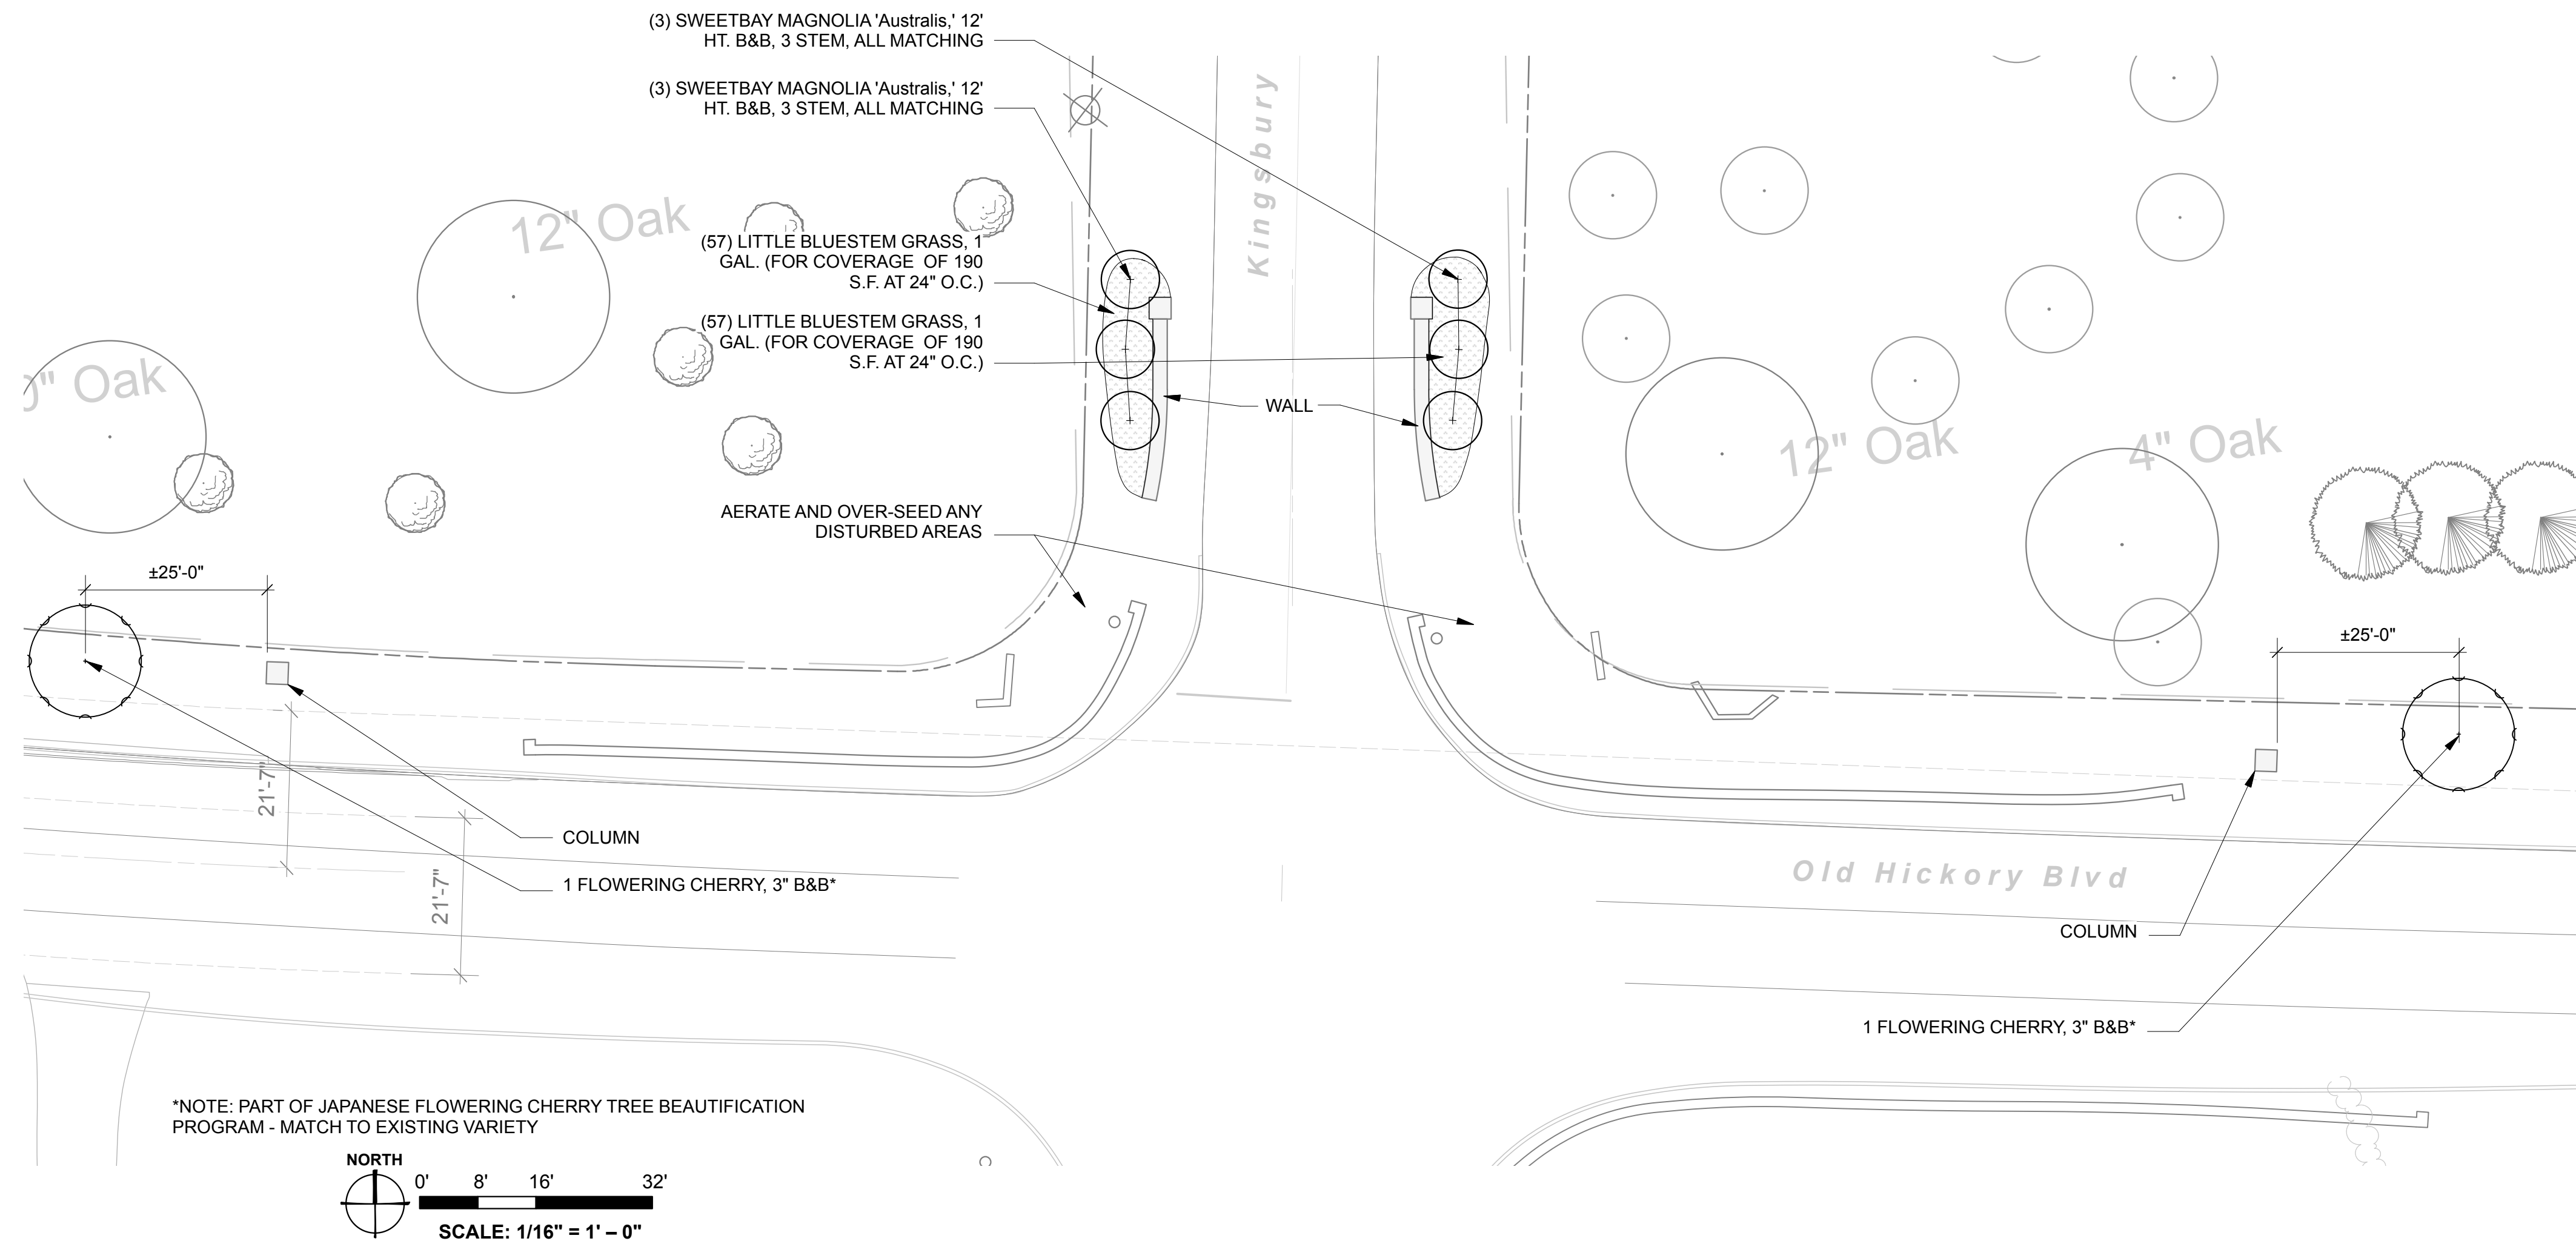 (3) SWEETBAY MAGNOLIA 'Australis,' 12'
HT. B&B, 3 STEM, ALL MATCHING
(3) SWEETBAY MAGNOLIA 'Australis,' 12'
HT. B&B, 3 STEM, ALL MATCHING
Kingsbury
12" Oak
(57) LITTLE BLUESTEM GRASS, 1
GAL. (FOR COVERAGE OF 190
S.F. AT 24" O.C.)
(57) LITTLE BLUESTEM GRASS, 1
GAL. (FOR COVERAGE OF 190
S.F. AT 24" O.C.)
0" Oak
WALL
12" Oak
4" Oak
AERATE AND OVER-SEED ANY
DISTURBED AREAS
±25'-0"
±25'-0"
21'-7"
21'-7"
COLUMN
1 FLOWERING CHERRY, 3" B&B*
Old Hickory Blvd
COLUMN
1 FLOWERING CHERRY, 3" B&B*
*NOTE: PART OF JAPANESE FLOWERING CHERRY TREE BEAUTIFICATION
PROGRAM - MATCH TO EXISTING VARIETY
NORTH
0' 8' 16' 32'
SCALE: 1/16" = 1' – 0"